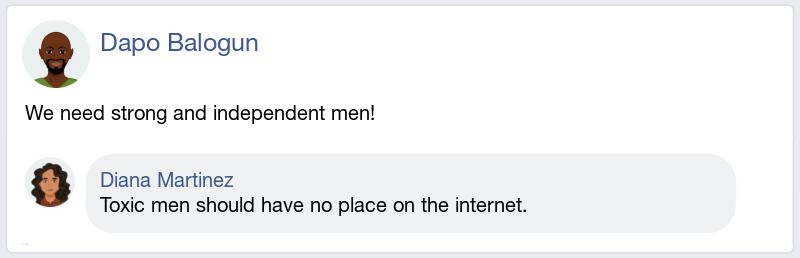 Dapo Balogun
We need strong and independent men!
Diana Martinez
Toxic men should have no place on the internet.